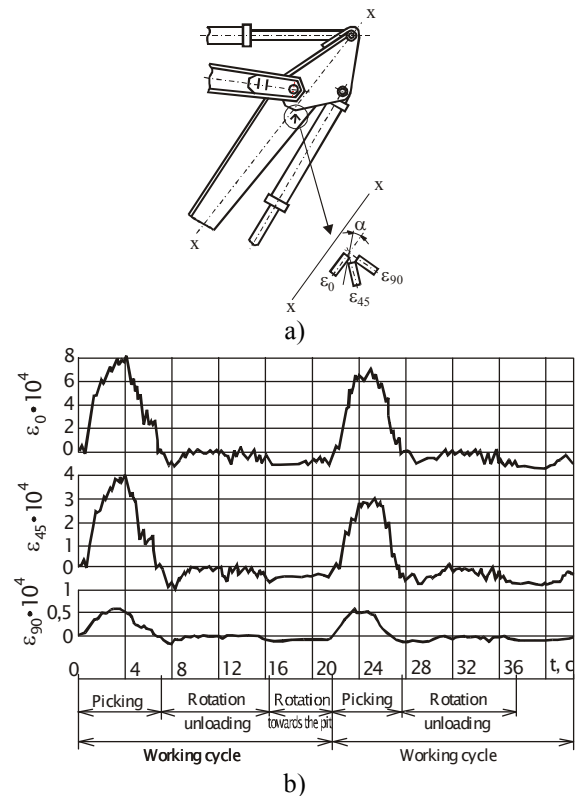 x
x
x
α
ε0
ε45
ε90
x
a)
ε0•10⁴
8
6
4
2
0
ε45•10⁴
4
3
2
1
0
1
ε90•10⁴
1
0,5
0
0 4 8 12 16 20 24 28 32 36 t, c
Picking Rotation Rotation Picking Rotation
unloading towards the pit unloading
Working cycle Working cycle
b)